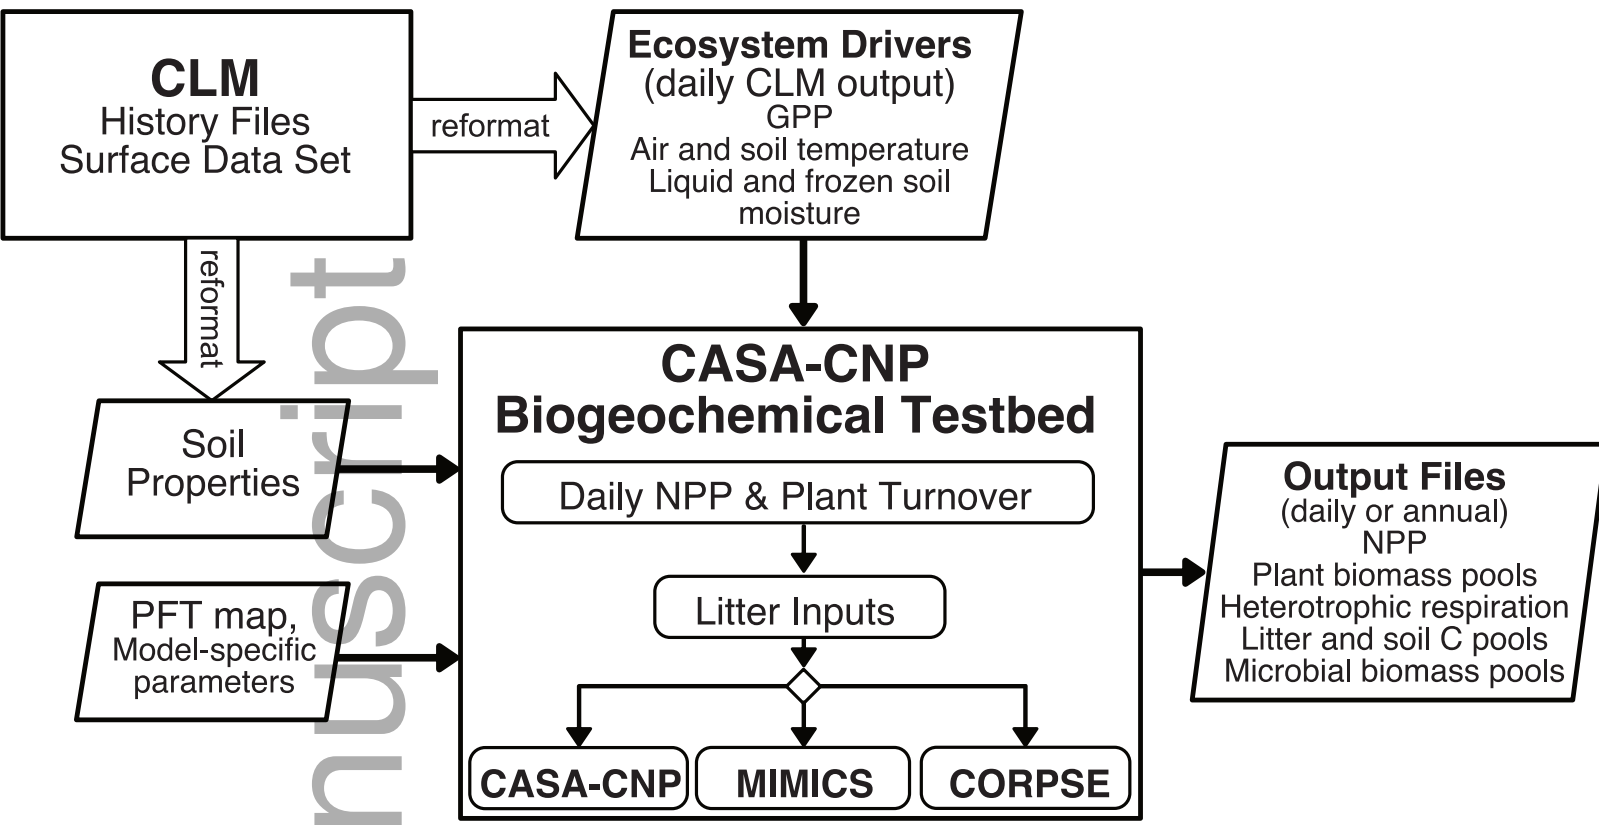 CLM
History Files
Surface Data Set
reformat
Ecosystem Drivers
(daily CLM output)
GPP
Air and soil temperature
Liquid and frozen soil
moisture
reformat
Soil
Properties
PFT map,
Model-specific
parameters
CASA-CNP
Biogeochemical Testbed
Daily NPP & Plant Turnover
Litter Inputs
CASA-CNP
MIMICS
CORPSE
Output Files
(daily or annual)
NPP
Plant biomass pools
Heterotrophic respiration
Litter and soil C pools
Microbial biomass pools
nuscript